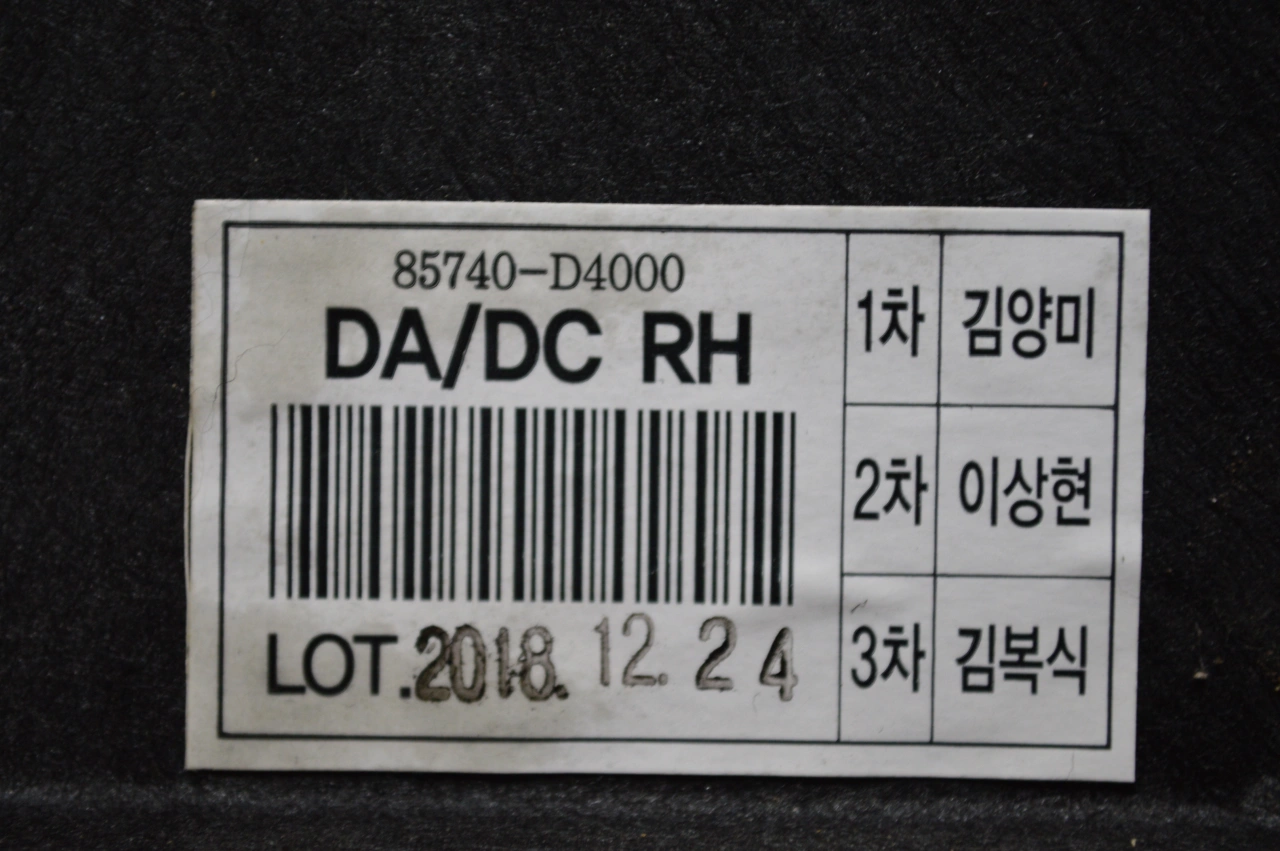 85740-D4000
DA/DC RH
LOT.2018. 12. 24
1차 김양미
2차 이상현
3차 김복식